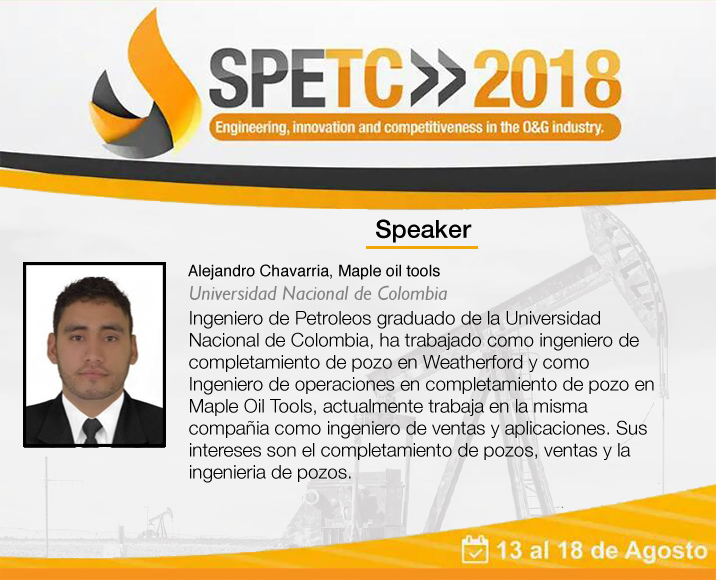 SPETC>>2018
Engineering, innovation and competitiveness in the O&G industry.
Speaker
Alejandro Chavarria, Maple oil tools
Universidad Nacional de Colombia
Ingeniero de Petroleos graduado de la Universidad
Nacional de Colombia, ha trabajado como ingeniero de
completamiento de pozo en Weatherford y como
Ingeniero de operaciones en completamiento de pozo en
Maple Oil Tools, actualmente trabaja en la misma
compañia como ingeniero de ventas y aplicaciones. Sus
intereses son el completamiento de pozos, ventas y la
ingenieria de pozos.
13 al 18 de Agosto